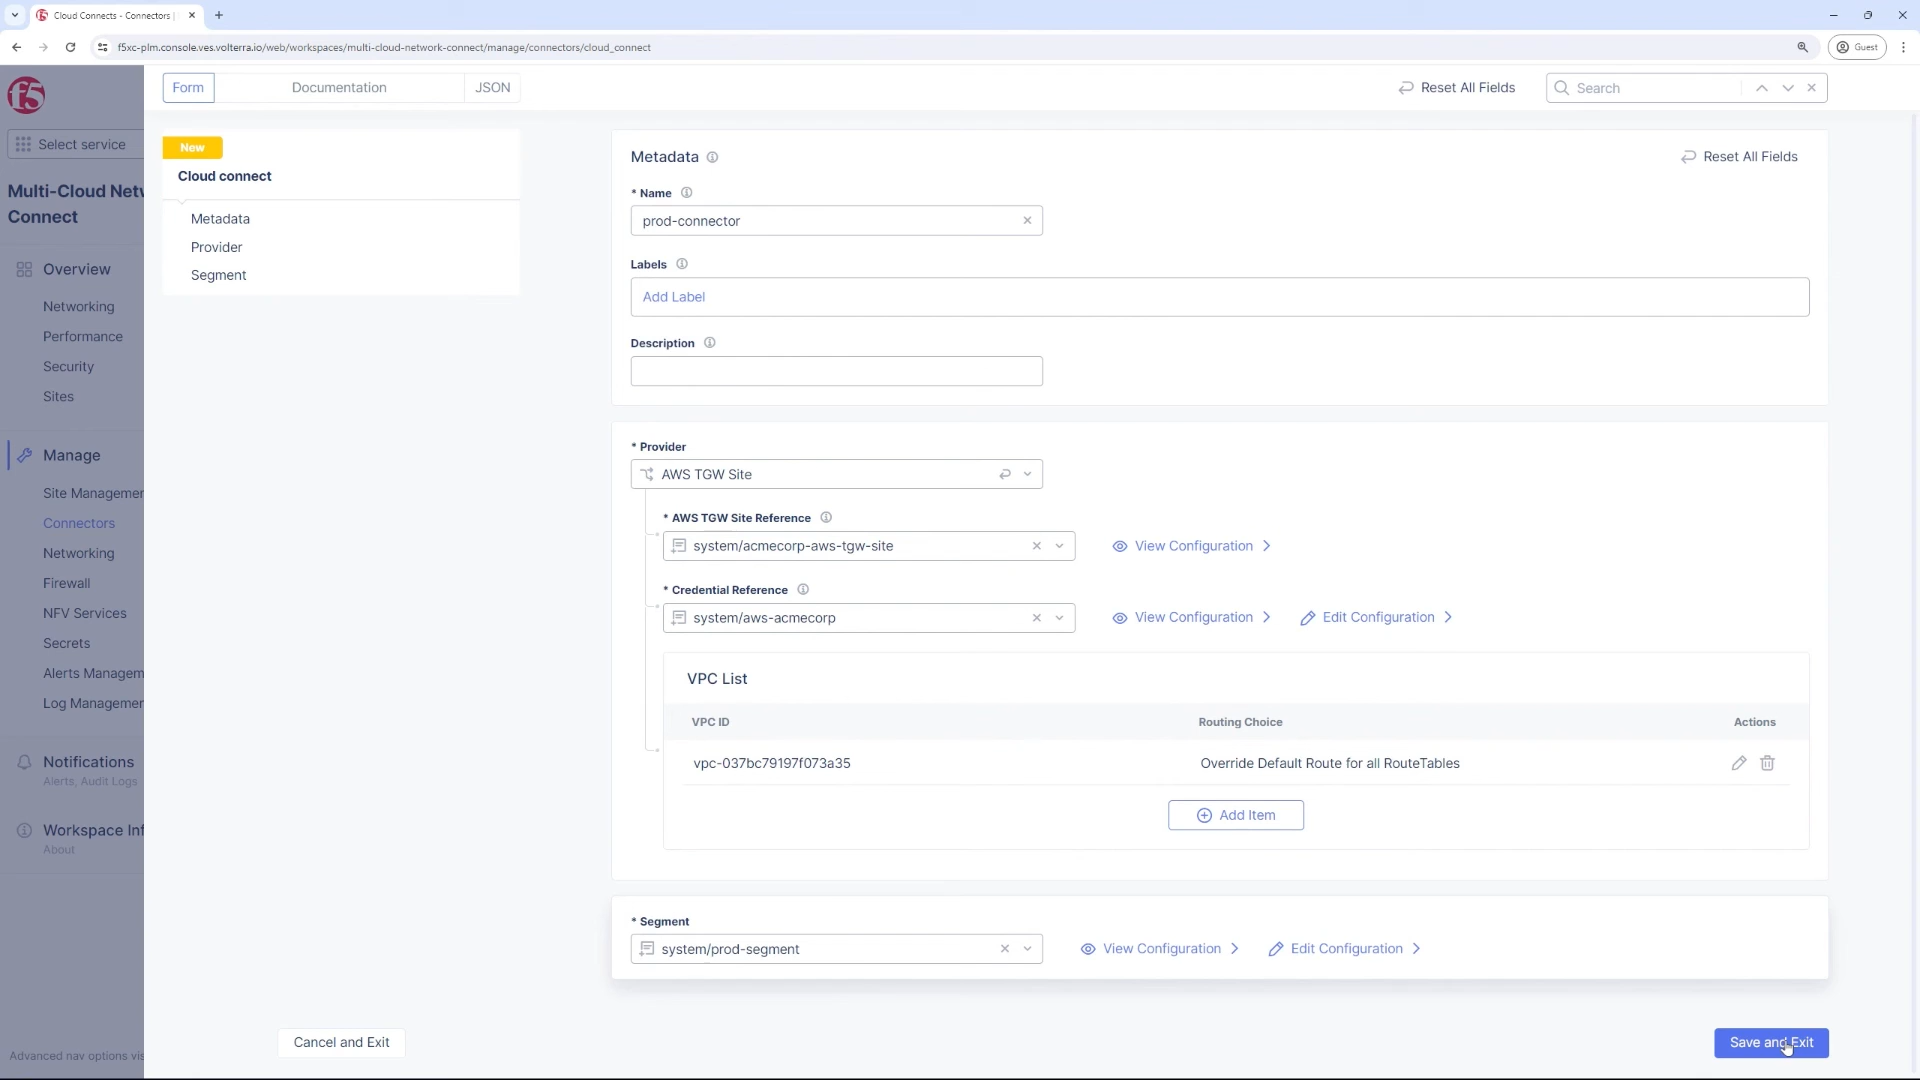 Cloud Connects - Connectors |
f5xc-plm.console.ves.volterra.io/web/workspaces/multi-cloud-network-connect/manage/connectors/cloud_connect
Guest
f5
Select service
Multi-Cloud Netw
Connect
Overview
Networking
Performance
Security
Sites
Manage
Site Managemen
Connectors
Networking
Firewall
NFV Services
Secrets
Alerts Managem
Log Managemen
Notifications
Alerts, Audit Logs
Workspace Inf
About
Advanced nav options vis
Form
Documentation
JSON
Reset All Fields
Search
New
Cloud connect
Metadata
Provider
Segment
Metadata
Reset All Fields
* Name
prod-connector
Labels
Add Label
Description
* Provider
AWS TGW Site
* AWS TGW Site Reference
system/acmecorp-aws-tgw-site
View Configuration
* Credential Reference
system/aws-acmecorp
View Configuration
Edit Configuration
VPC List
VPC ID
Routing Choice
Actions
vpc-037bc79197f073a35
Override Default Route for all RouteTables
Add Item
* Segment
system/prod-segment
View Configuration
Edit Configuration
Cancel and Exit
Save and Exit